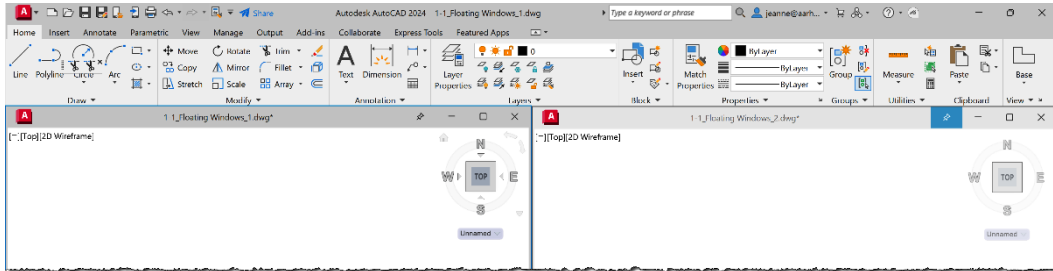 A Share Autodesk AutoCAD 2024 1-1_Floating Windows_1.dwg Type a keyword or phrase jeanne@aarh...
Home Insert Annotate Parametric View Manage Output Add-ins Collaborate Express Tools Featured Apps
Line Polyline Circle Arc Move Rotate Trim Text Dimension Layer Properties 0 Insert Match Properties ByLayer Group Measure Paste Base
Copy Mirror Fillet ByLayer
Stretch Scale Array ByLayer
Draw Modify Annotation Layers Block Properties Groups Utilities Clipboard View
A 1-1_Floating Windows_1.dwg* A 1-1_Floating Windows_2.dwg*
[-][Top][2D Wireframe] [-][Top][2D Wireframe]
N N
W TOP E W TOP E
S S
Unnamed Unnamed